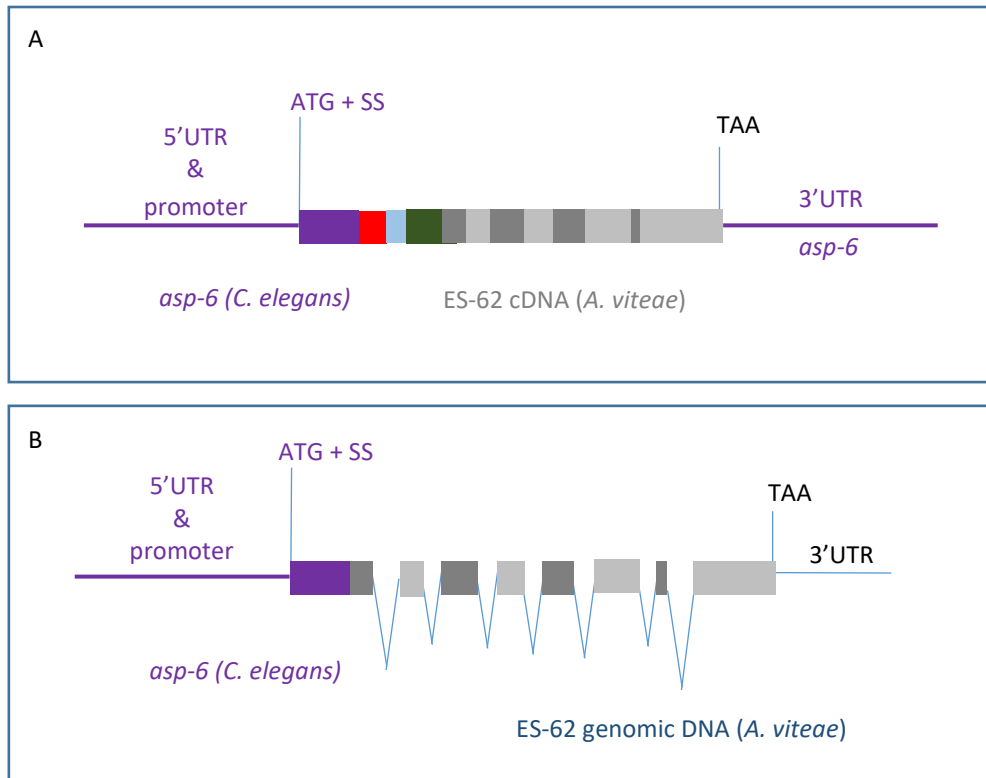 A
ATG + SS
5’UTR
&
promoter
TAA
3’UTR
asp-6
asp-6 (C. elegans)
ES-62 cDNA (A. viteae)
B
ATG + SS
5’UTR
&
promoter
TAA
3’UTR
asp-6 (C. elegans)
ES-62 genomic DNA (A. viteae)